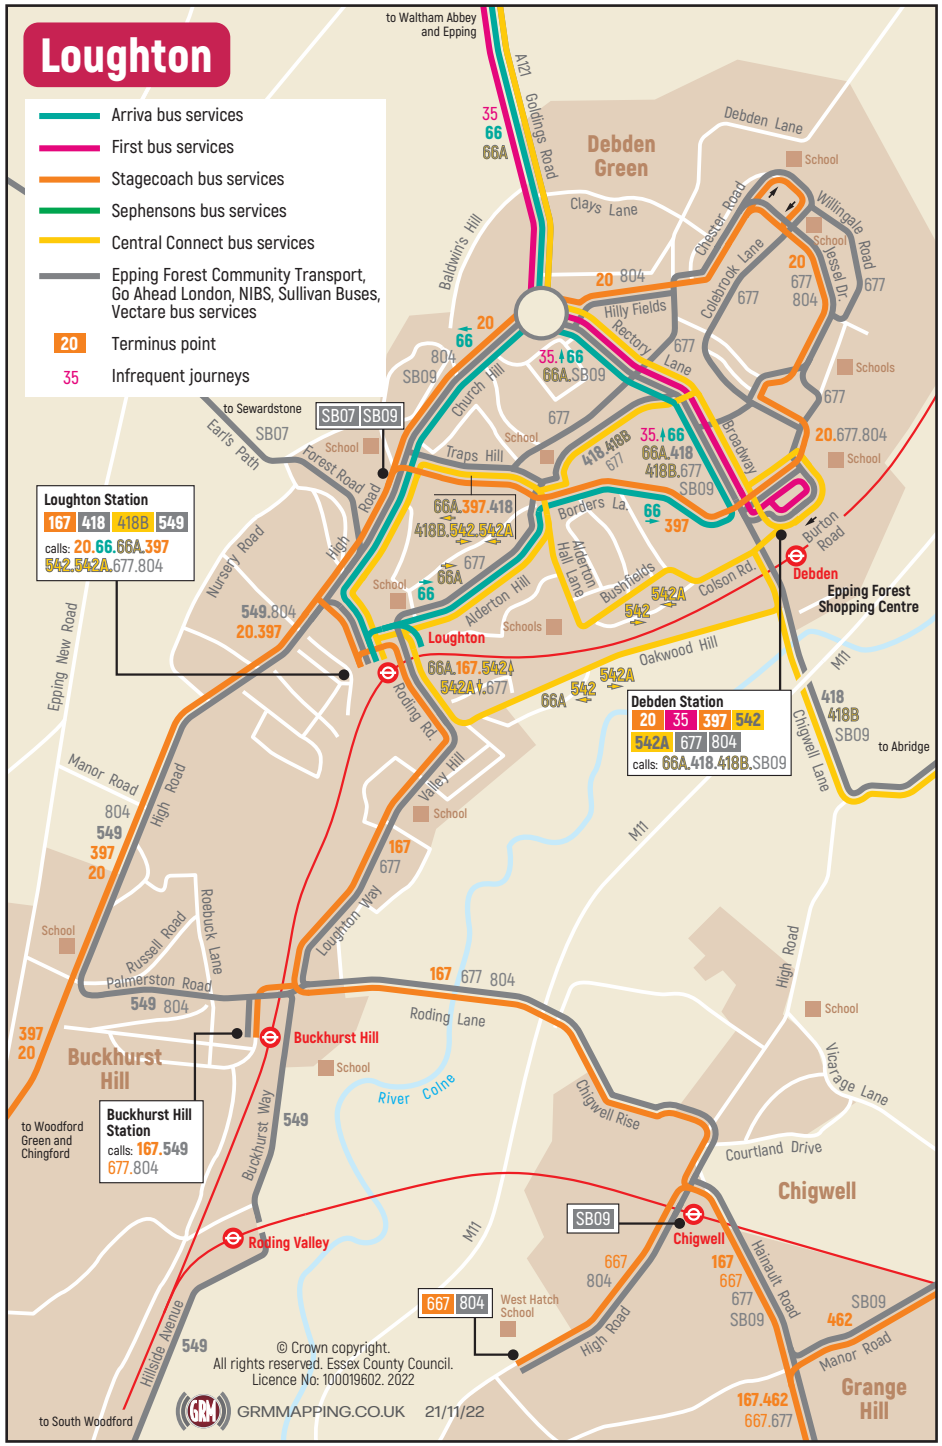 to Waltham Abbey
and Epping
Loughton
Arriva bus services
First bus services
Stagecoach bus services
Sephensons bus services
Central Connect bus services
Epping Forest Community Transport,
Go Ahead London, NIBS, Sullivan Buses,
Vectare bus services
20 Terminus point
35 Infrequent journeys
A121
Goldings Road
35
66
66A
Debden
Green
Debden Lane
School
Clays Lane
Baldwin's Hill
Chester Road
Willingale Road
School
Colebrook Lane
Jessel Dr.
20
677
804
677
677
20 804
Hilly Fields
Rectory Lane
677
20
66
804
SB09
35.66
66A.SB09
Church Hill
Schools
677
677
to Sewardstone
SB07 SB09
SB07
Earl's Path
School
Forest Road
Traps Hill
School
418.418B
677
35.66
66A.418
418B.677
SB09
Broadway
20.677.804
School
Loughton Station
167 418 418B 549
calls: 20.66.66A.397
542.542A.677.804
High Road
66A.397.418
418B.542.542A
Borders La.
66
397
Burton
Road
Debden
Epping Forest
Shopping Centre
Nursery Road
School
677
66A
66
Alderton Hill
Alderton
Hall Lane
Bushfields
Colson Rd.
542A
542
549.804
20.397
Schools
Loughton
Oakwood Hill
M11
66A.167.542
542A.677
542A
542
66A
Epping New Road
Roding Rd.
Debden Station
20 35 397 542
542A 677 804
calls: 66A.418.418B.SB09
418
418B
SB09
Chigwell Lane
to Abridge
Manor Road
High Road
Valley Hill
School
804
549
397
20
M11
167
677
Loughton Way
Roebuck Lane
Russell Road
School
Palmerston Road
549 804
167 677 804
Roding Lane
High Road
School
397
20
Buckhurst
Hill
Buckhurst Hill
School
River Colne
Chigwell Rise
Vicarage Lane
Buckhurst Hill
Station
calls: 167.549
677.804
to Woodford
Green and
Chingford
549
Buckhurst Way
Courtland Drive
Chigwell
SB09
Chigwell
M11
Roding Valley
667
804
167
667
677
SB09
Hainault Road
667 804
West Hatch
School
High Road
SB09
462
Manor Road
Hillside Avenue
549
© Crown copyright.
All rights reserved. Essex County Council.
Licence No: 100019602. 2022
GRM
GRMMAPPING.CO.UK 21/11/22
Grange
Hill
167.462
667.677
to South Woodford